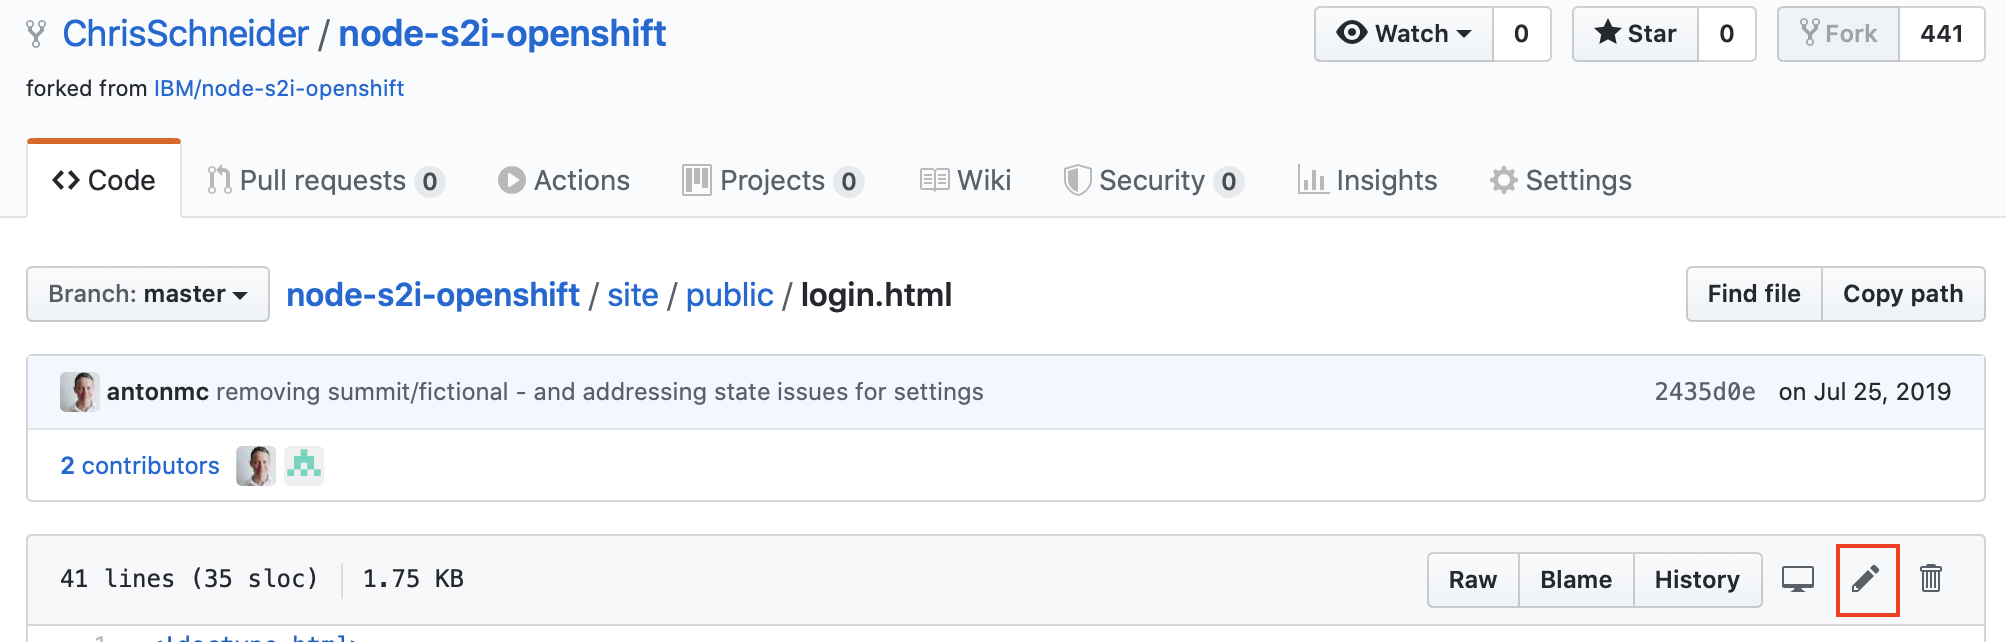 ChrisSchneider / node-s2i-openshift Watch 0 Star 0 Fork 441
forked from IBM/node-s2i-openshift
Code Pull requests 0 Actions Projects 0 Wiki Security 0 Insights Settings
Branch: master node-s2i-openshift / site / public / login.html Find file Copy path
antonmc removing summit/fictional - and addressing state issues for settings 2435d0e on Jul 25, 2019
2 contributors
41 lines (35 sloc) 1.75 KB Raw Blame History
1 <!doctype html>